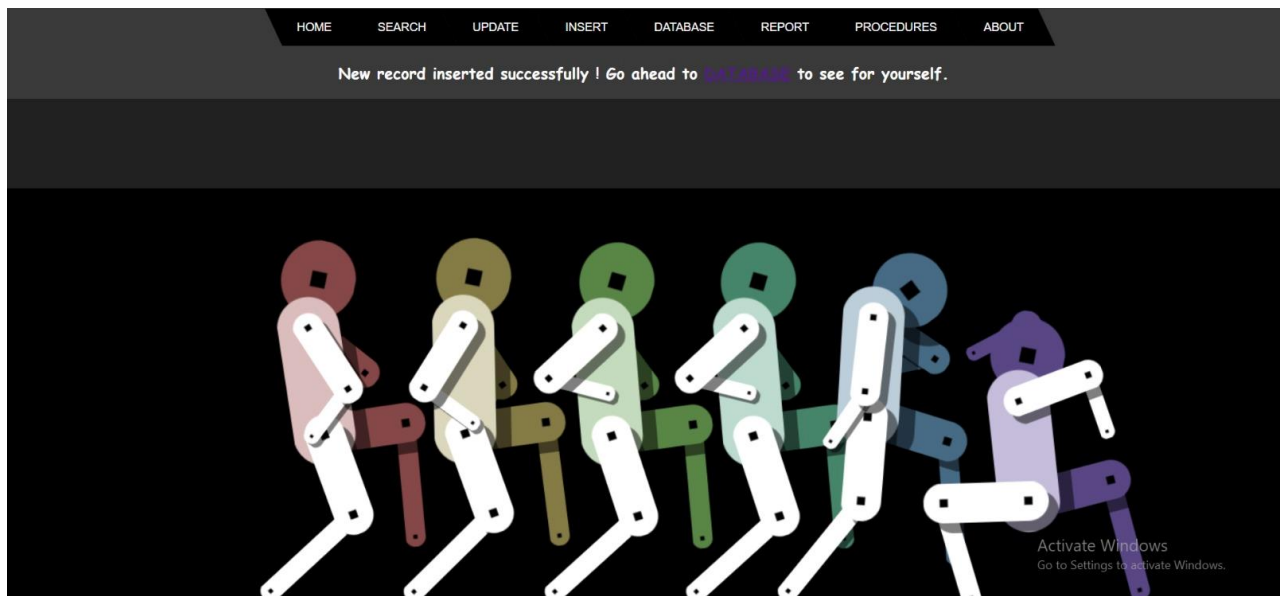 HOME SEARCH UPDATE INSERT DATABASE REPORT PROCEDURES ABOUT
New record inserted successfully ! Go ahead to DATABASE to see for yourself.
Activate Windows
Go to Settings to activate Windows.